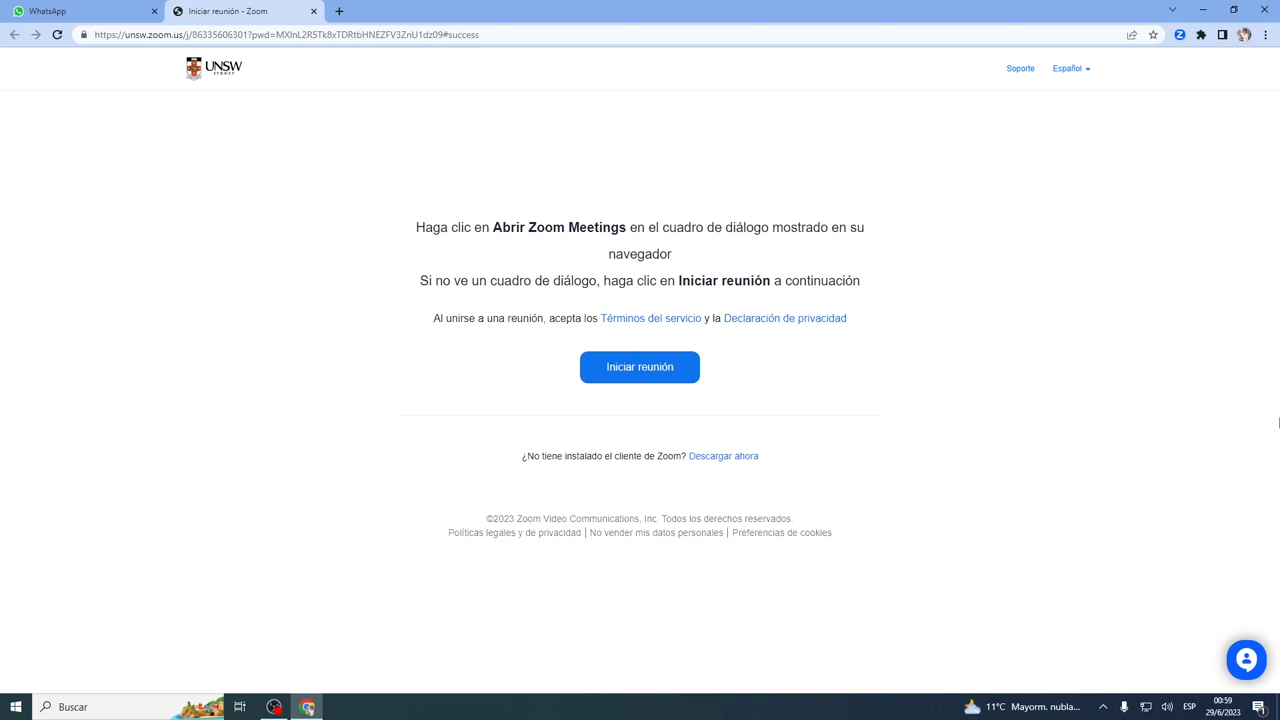 WhatsApp
Iniciar reunión - Zoom
https://unsw.zoom.us/j/86335606301?pwd=MXlnL2R5Tk8xTDRtbHNEZFV3ZnU1dz09#success
UNSW
SYDNEY
Soporte
Español
Haga clic en Abrir Zoom Meetings en el cuadro de diálogo mostrado en su
navegador
Si no ve un cuadro de diálogo, haga clic en Iniciar reunión a continuación
Al unirse a una reunión, acepta los Términos del servicio y la Declaración de privacidad
Iniciar reunión
¿No tiene instalado el cliente de Zoom? Descargar ahora
©2023 Zoom Video Communications, Inc. Todos los derechos reservados.
Políticas legales y de privacidad | No vender mis datos personales | Preferencias de cookies
Buscar
11°C Mayorm. nubla...
ESP
00:59
29/6/2023
1